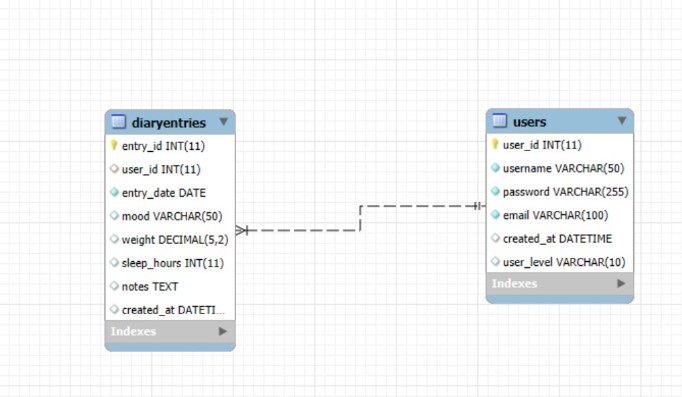 diaryentries
entry_id INT(11)
user_id INT(11)
entry_date DATE
mood VARCHAR(50)
weight DECIMAL(5,2)
sleep_hours INT(11)
notes TEXT
created_at DATETI...
Indexes
users
user_id INT(11)
username VARCHAR(50)
password VARCHAR(255)
email VARCHAR(100)
created_at DATETIME
user_level VARCHAR(10)
Indexes